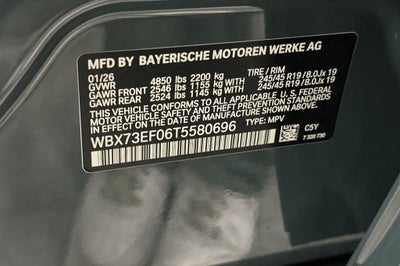 MFD BY BAYERISCHE MOTOREN WERKE AG
01/26 TIRE / RIM
GVWR 4850 lbs 2200 kg
GAWR FRONT 2546 lbs 1155 kg WITH 245/45 R19 / 8.0Jx 19
GAWR REAR 2524 lbs 1145 kg WITH 245/45 R19 / 8.0Jx 19
THIS VEHICLE CONFORMS TO ALL APPLICABLE U.S. FEDERAL
MOTOR VEHICLE SAFETY AND THEFT PREVENTION STANDARDS
IN EFFECT ON THE DATE OF MANUFACTURE SHOWN ABOVE.
WBX73EF06T5580696 TYPE: MPV
C5Y